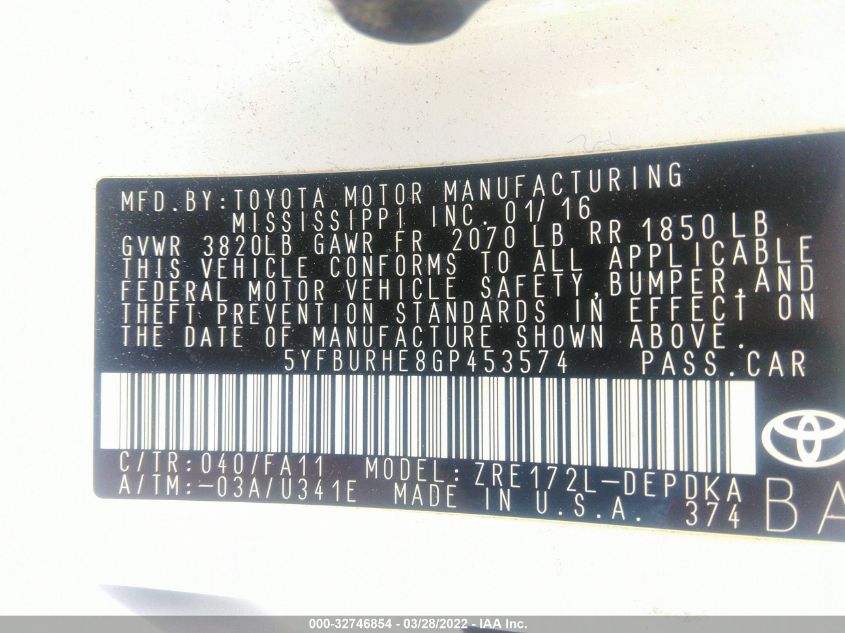 MFD.BY:TOYOTA MOTOR MANUFACTURING
MISSISSIPPI INC. 01/16
GVWR 3820LB GAWR FR 2070 LB RR 1850 LB
THIS VEHICLE CONFORMS TO ALL APPLICABLE
FEDERAL MOTOR VEHICLE SAFETY,BUMPER,AND
THEFT PREVENTION STANDARDS IN EFFECT ON
THE DATE OF MANUFACTURE SHOWN ABOVE.
5YFBURHE8GP453574 PASS.CAR
C/TR:040/FA11 MODEL:ZRE172L-DEPDKA
A/TM:-03A/U341E MADE IN U.S.A. 374
BA
000-32746854 - 03/28/2022 - IAA Inc.